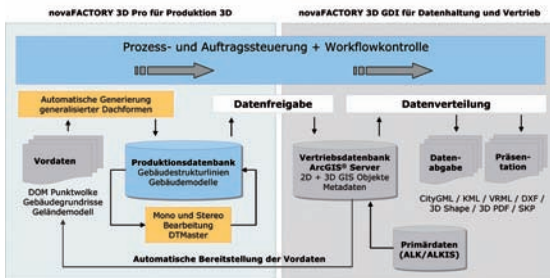 novaFACTORY 3D Pro für Produktion 3D
novaFACTORY 3D GDI für Datenhaltung und Vertrieb
Prozess- und Auftragssteuerung + Workflowkontrolle
Automatische Generierung
generalisierter Dachformen
Datenfreigabe
Datenverteilung
Vordaten
DOM Punktwolke
Gebäudegrundrisse
Geländemodell
Produktionsdatenbank
Gebäudestrukturlinien
Gebäudemodelle
Mono und Stereo
Bearbeitung
DTMaster
Vertriebsdatenbank
ArcGIS® Server
2D + 3D GIS Objekte
Metadaten
Daten-
abgabe
Präsen-
tation
CityGML / KML / VRML / DXF /
3D Shape / 3D PDF / SKP
Primärdaten
(ALK/ALKIS)
Automatische Bereitstellung der Vordaten